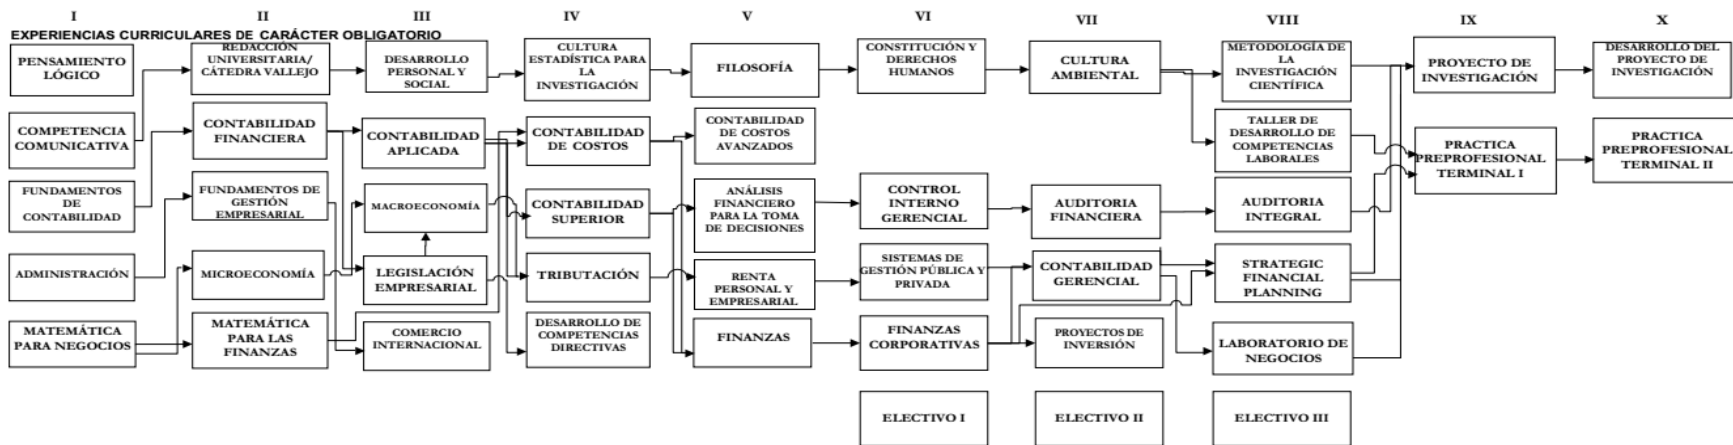 I II III IV V VI VII VIII IX X
EXPERIENCIAS CURRICULARES DE CARÁCTER OBLIGATORIO
PENSAMIENTO
LÓGICO
COMPETENCIA
COMUNICATIVA
FUNDAMENTOS
DE
CONTABILIDAD
ADMINISTRACIÓN
MATEMÁTICA
PARA NEGOCIOS
REDACCIÓN
UNIVERSITARIA/
CÁTEDRA VALLEJO
CONTABILIDAD
FINANCIERA
FUNDAMENTOS DE
GESTIÓN
EMPRESARIAL
MICROECONOMÍA
MATEMÁTICA
PARA LAS
FINANZAS
DESARROLLO
PERSONAL Y
SOCIAL
CONTABILIDAD
APLICADA
MACROECONOMÍA
LEGISLACIÓN
EMPRESARIAL
COMERCIO
INTERNACIONAL
CULTURA
ESTADÍSTICA PARA
LA
INVESTIGACIÓN
CONTABILIDAD
DE COSTOS
CONTABILIDAD
SUPERIOR
TRIBUTACIÓN
DESARROLLO DE
COMPETENCIAS
DIRECTIVAS
FILOSOFÍA
CONTABILIDAD
DE COSTOS
AVANZADOS
ANÁLISIS
FINANCIERO
PARA LA TOMA
DE DECISIONES
RENTA
PERSONAL Y
EMPRESARIAL
FINANZAS
CONSTITUCIÓN Y
DERECHOS
HUMANOS
CONTROL
INTERNO
GERENCIAL
SISTEMAS DE
GESTIÓN PÚBLICA Y
PRIVADA
FINANZAS
CORPORATIVAS
ELECTIVO I
CULTURA
AMBIENTAL
AUDITORIA
FINANCIERA
CONTABILIDAD
GERENCIAL
PROYECTOS DE
INVERSIÓN
ELECTIVO II
METODOLOGÍA DE
LA
INVESTIGACIÓN
CIENTÍFICA
TALLER DE
DESARROLLO DE
COMPETENCIAS
LABORALES
AUDITORIA
INTEGRAL
STRATEGIC
FINANCIAL
PLANNING
LABORATORIO DE
NEGOCIOS
ELECTIVO III
PROYECTO DE
INVESTIGACIÓN
PRACTICA
PREPROFESIONAL
TERMINAL I
DESARROLLO DEL
PROYECTO DE
INVESTIGACIÓN
PRACTICA
PREPROFESIONAL
TERMINAL II